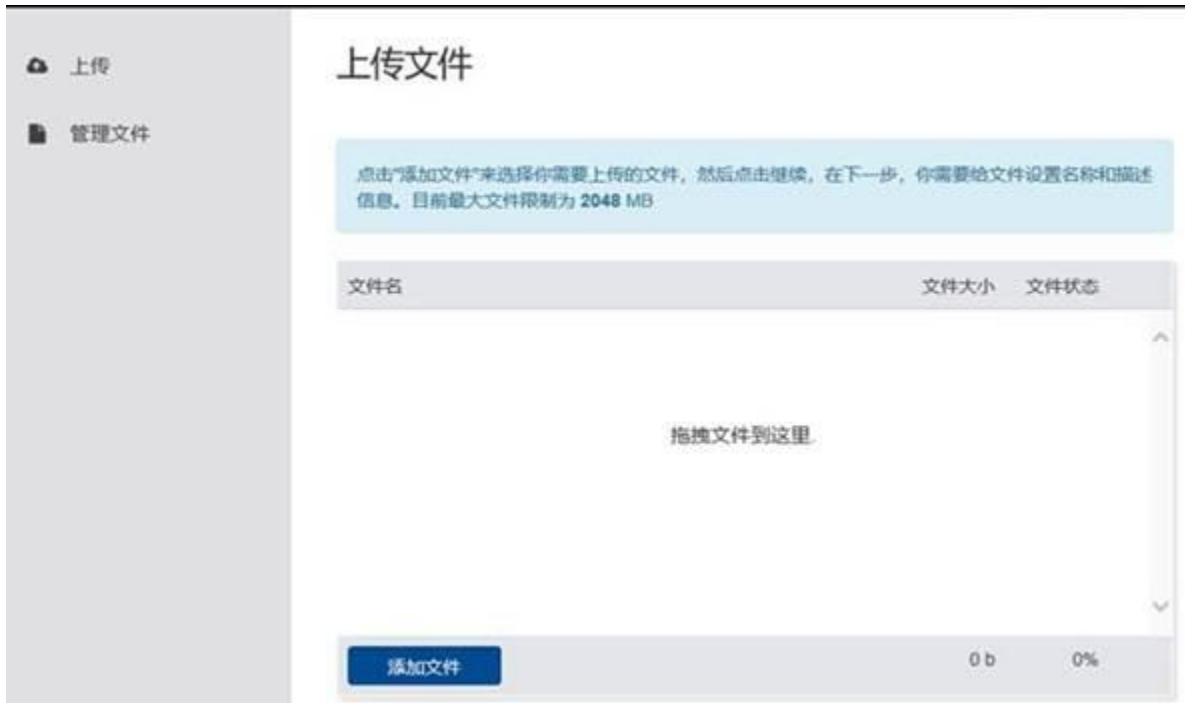 上传
管理文件
上传文件
点击"添加文件"来选择你需要上传的文件，然后点击继续，在下一步，你需要给文件设置名称和描述
信息。目前最大文件限制为 2048 MB
文件名 文件大小 文件状态
拖拽文件到这里.
添加文件 0 b 0%